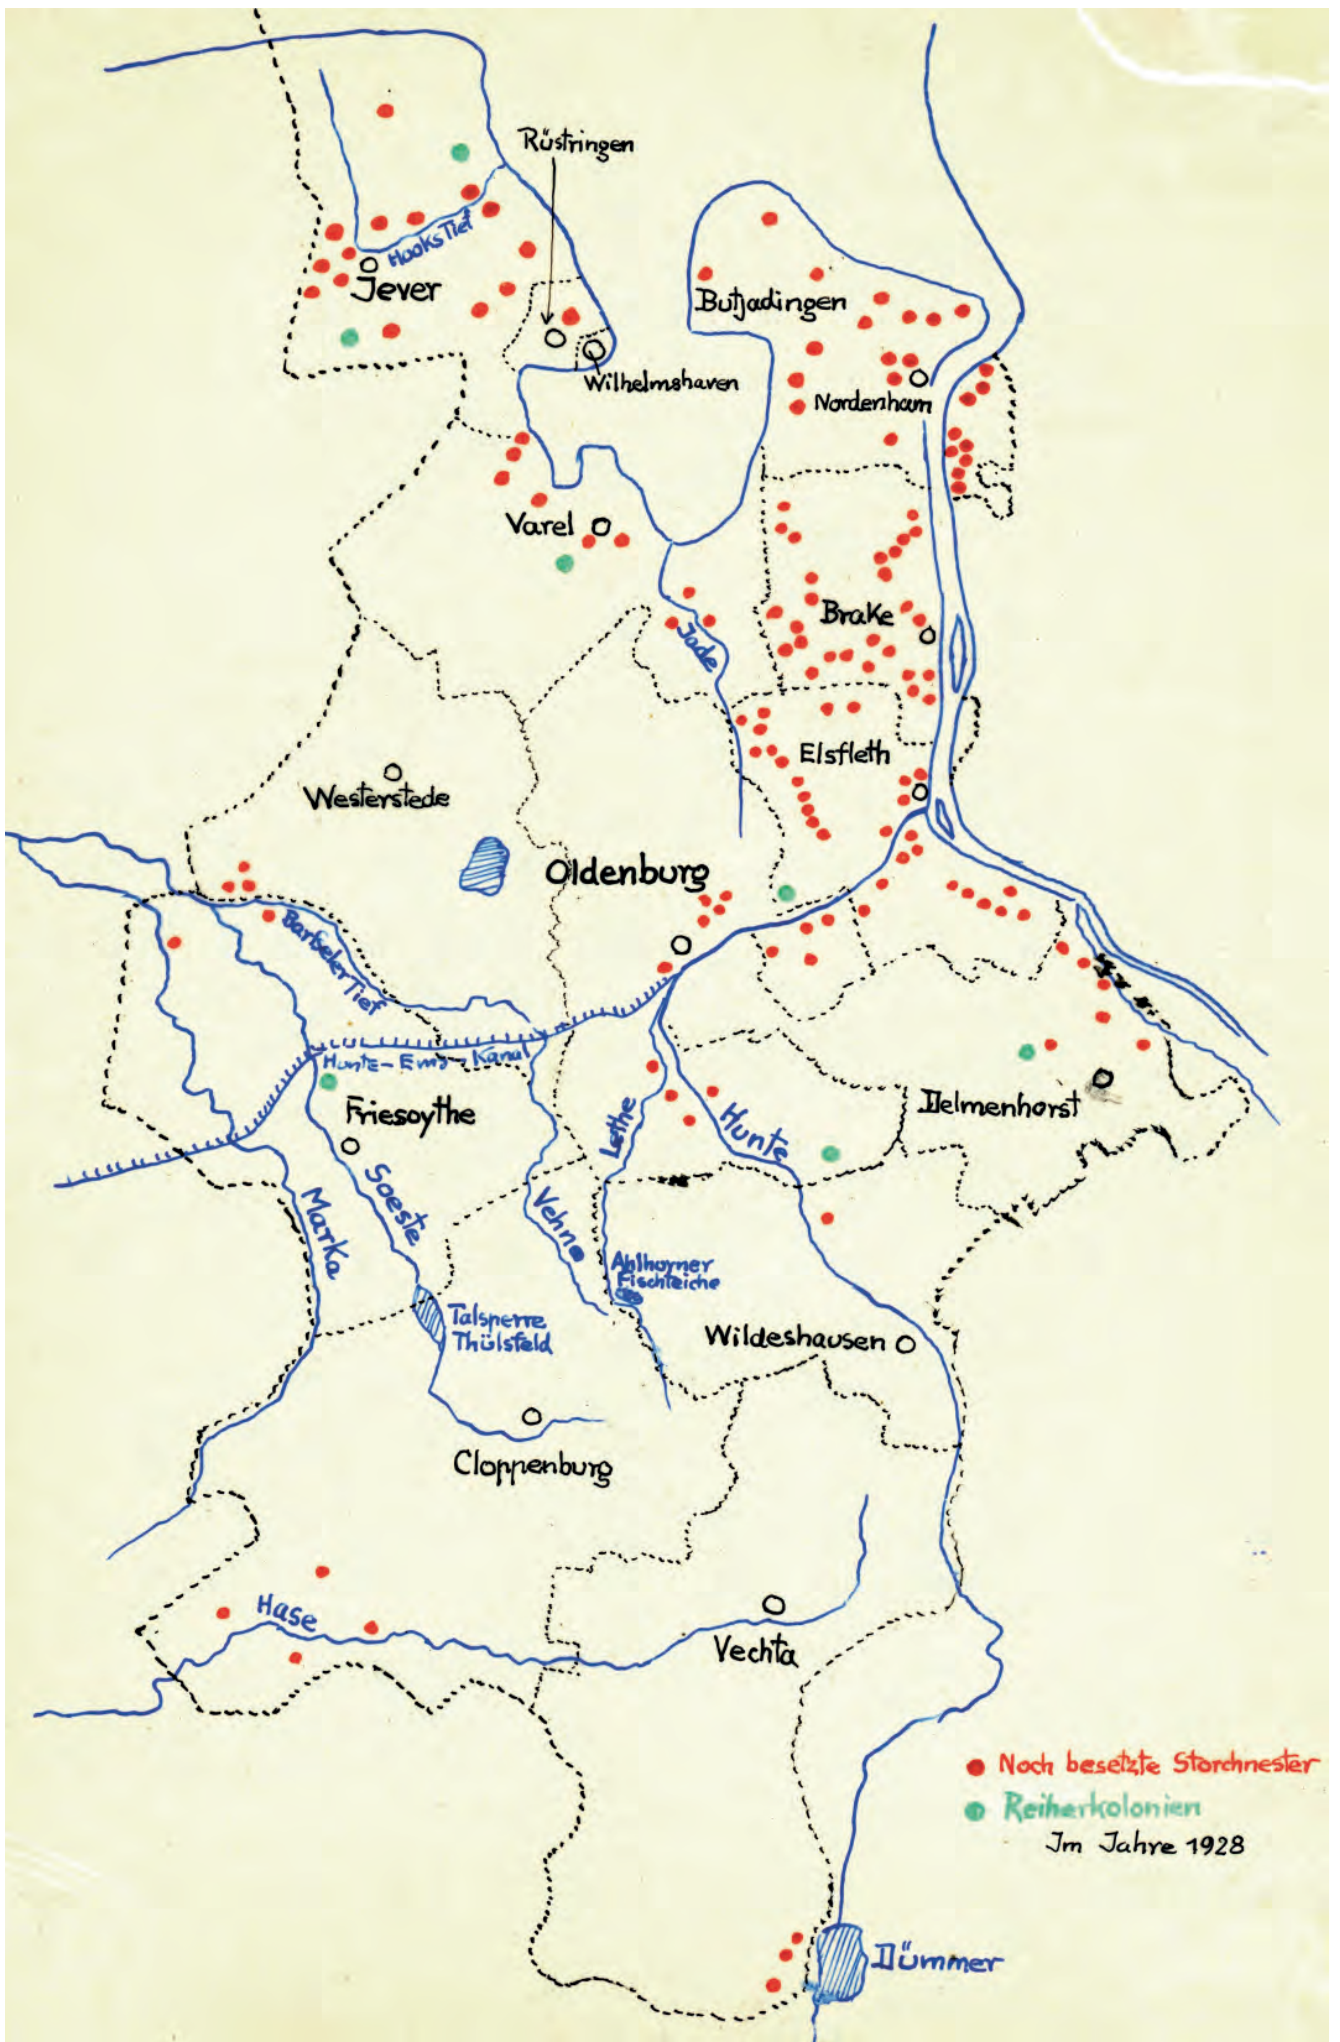 Rüstringen
Hooks Tief
Jever
Butjadingen
Wilhelmshaven
Nordenham
Varel
Brake
Jade
Elsfleth
Westerstede
Oldenburg
Barßeler Tief
Hunte-Ems-Kanal
Friesoythe
Lethe
Hunte
Delmenhorst
Soeste
Marka
Vehne
Ahlhorner
Fischteiche
Talsperre
Thülsfeld
Wildeshausen
Cloppenburg
Hase
Vechta
Noch besetzte Storchnester
Reiherkolonien
Im Jahre 1928
Dümmer